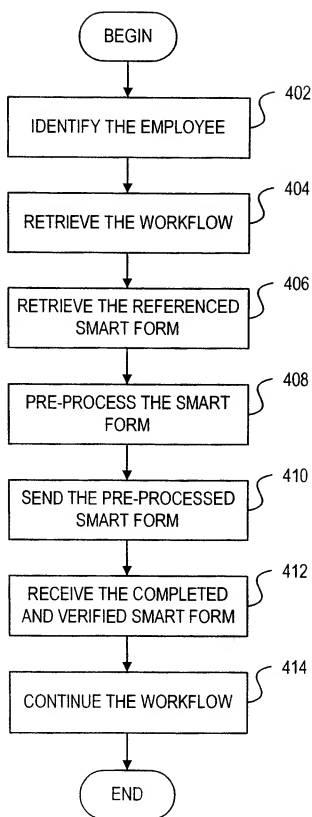 BEGIN
402
IDENTIFY THE EMPLOYEE
404
RETRIEVE THE WORKFLOW
406
RETRIEVE THE REFERENCED
SMART FORM
408
PRE-PROCESS THE SMART
FORM
410
SEND THE PRE-PROCESSED
SMART FORM
412
RECEIVE THE COMPLETED
AND VERIFIED SMART FORM
414
CONTINUE THE WORKFLOW
END